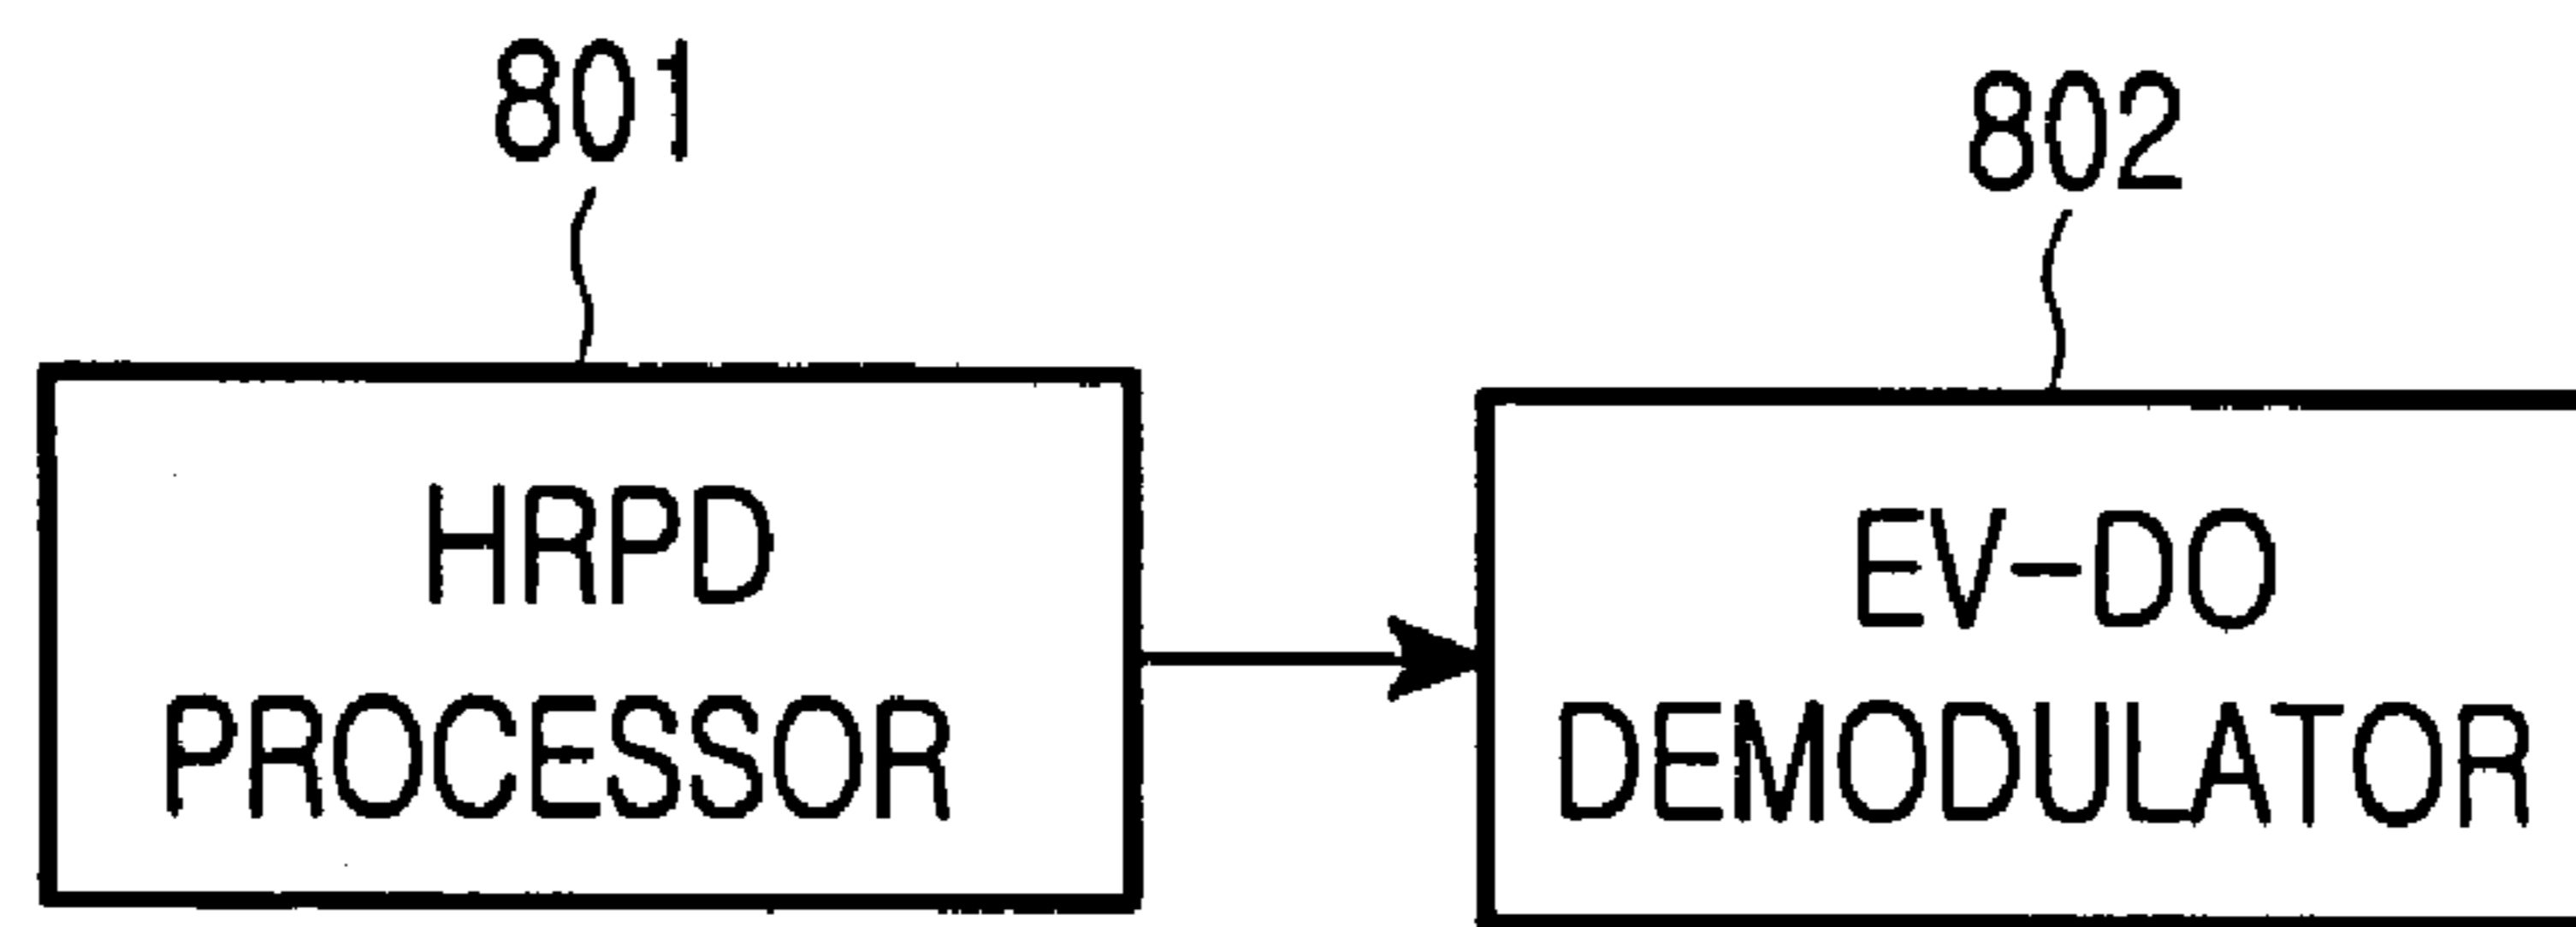 801
802
HRPD
PROCESSOR
EV-DO
DEMODULATOR